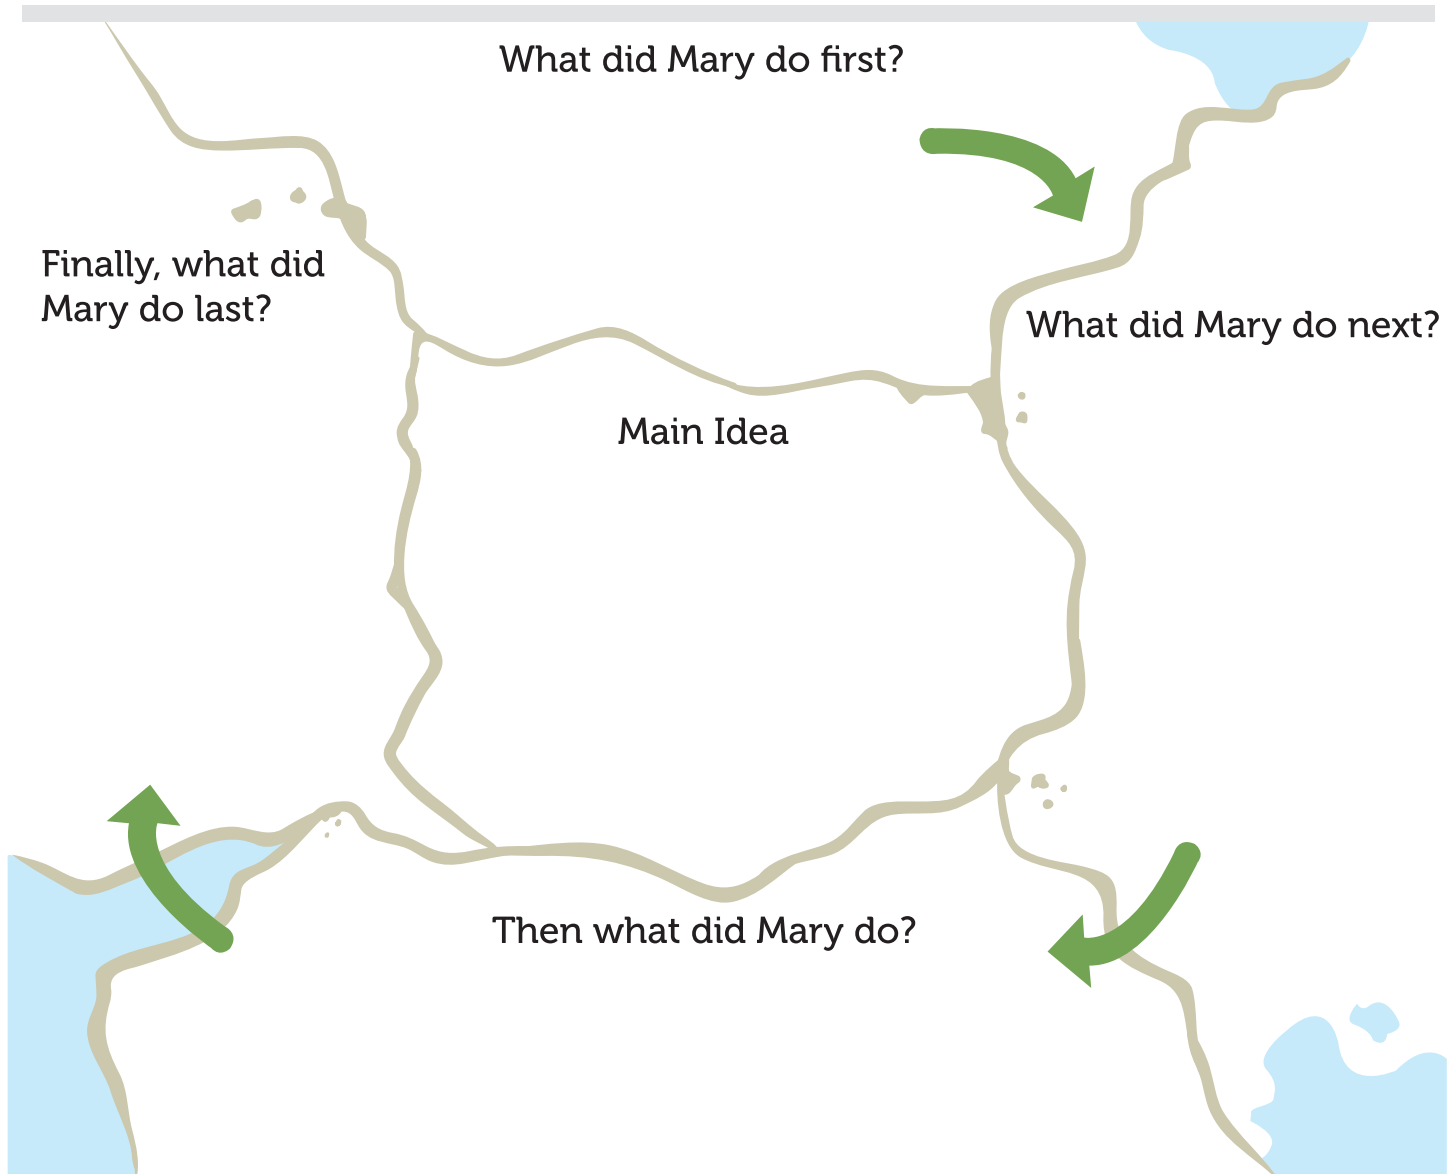 What did Mary do first?
Finally, what did
Mary do last?
What did Mary do next?
Main Idea
Then what did Mary do?